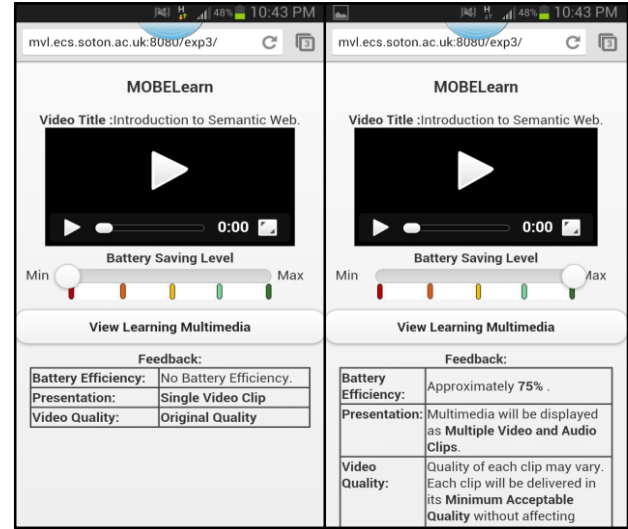 48% 10:43 PM
mvl.ecs.soton.ac.uk:8080/exp3/ 3
MOBELearn
Video Title :Introduction to Semantic Web.
0:00
Battery Saving Level
Min Max
View Learning Multimedia
Feedback:
Battery Efficiency: No Battery Efficiency.
Presentation: Single Video Clip
Video Quality: Original Quality
48% 10:43 PM
mvl.ecs.soton.ac.uk:8080/exp3/ 3
MOBELearn
Video Title :Introduction to Semantic Web.
0:00
Battery Saving Level
Min Max
View Learning Multimedia
Feedback:
Battery
Efficiency:
Approximately 75% .
Presentation: Multimedia will be displayed
as Multiple Video and Audio
Clips.
Video Quality of each clip may vary.
Quality: Each clip will be delivered in
its Minimum Acceptable
Quality without affecting